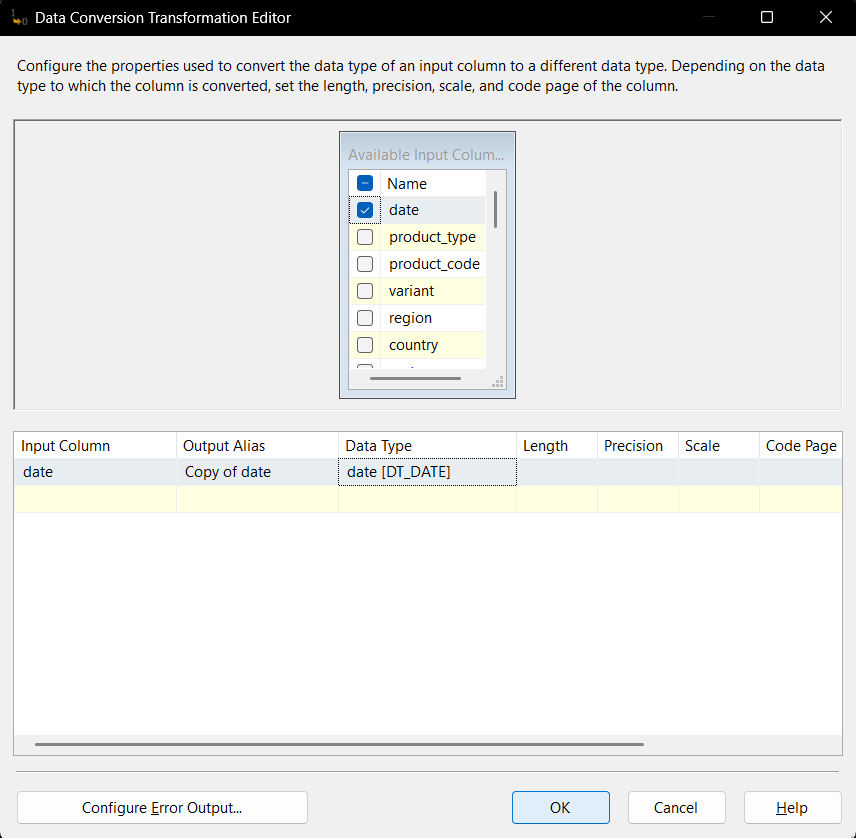 Data Conversion Transformation Editor
Configure the properties used to convert the data type of an input column to a different data type. Depending on the data
type to which the column is converted, set the length, precision, scale, and code page of the column.
Available Input Colum...
Name
date
product_type
product_code
variant
region
country
Input Column Output Alias Data Type Length Precision Scale Code Page
date Copy of date date [DT_DATE]
Configure Error Output... OK Cancel Help